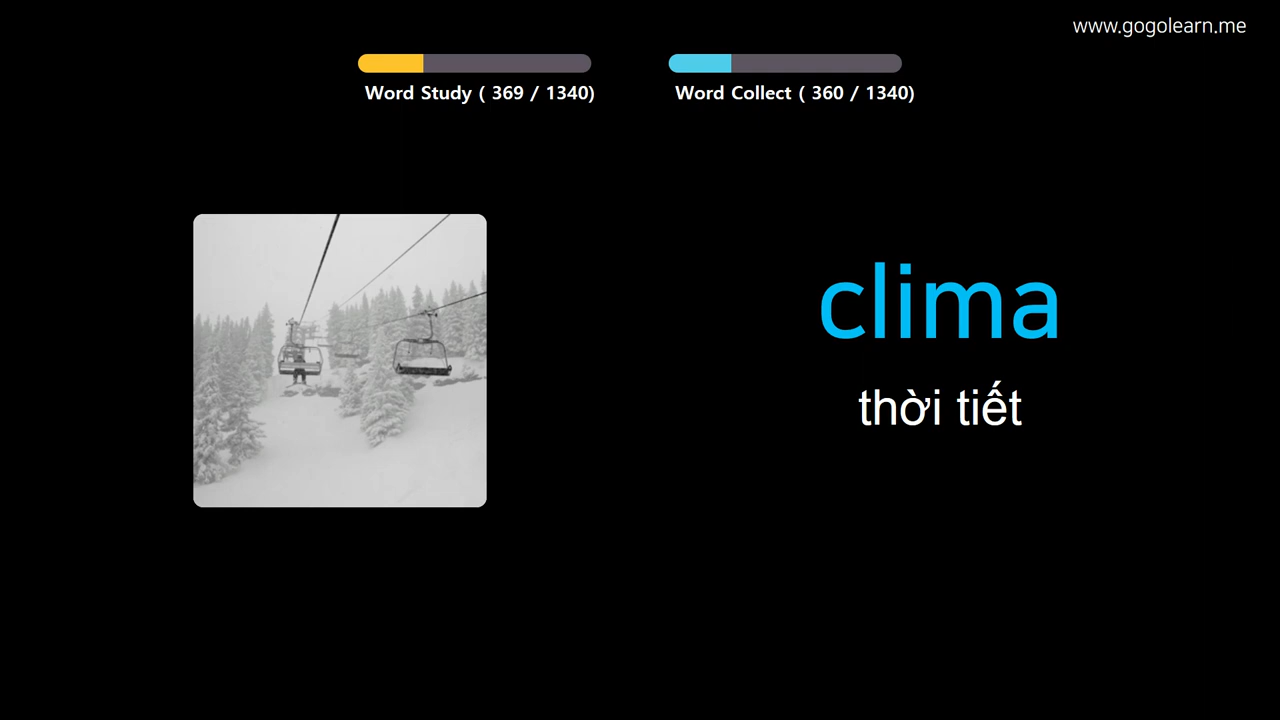 www.gogolearn.me
Word Study ( 369 / 1340)
Word Collect ( 360 / 1340)
clima
thời tiết